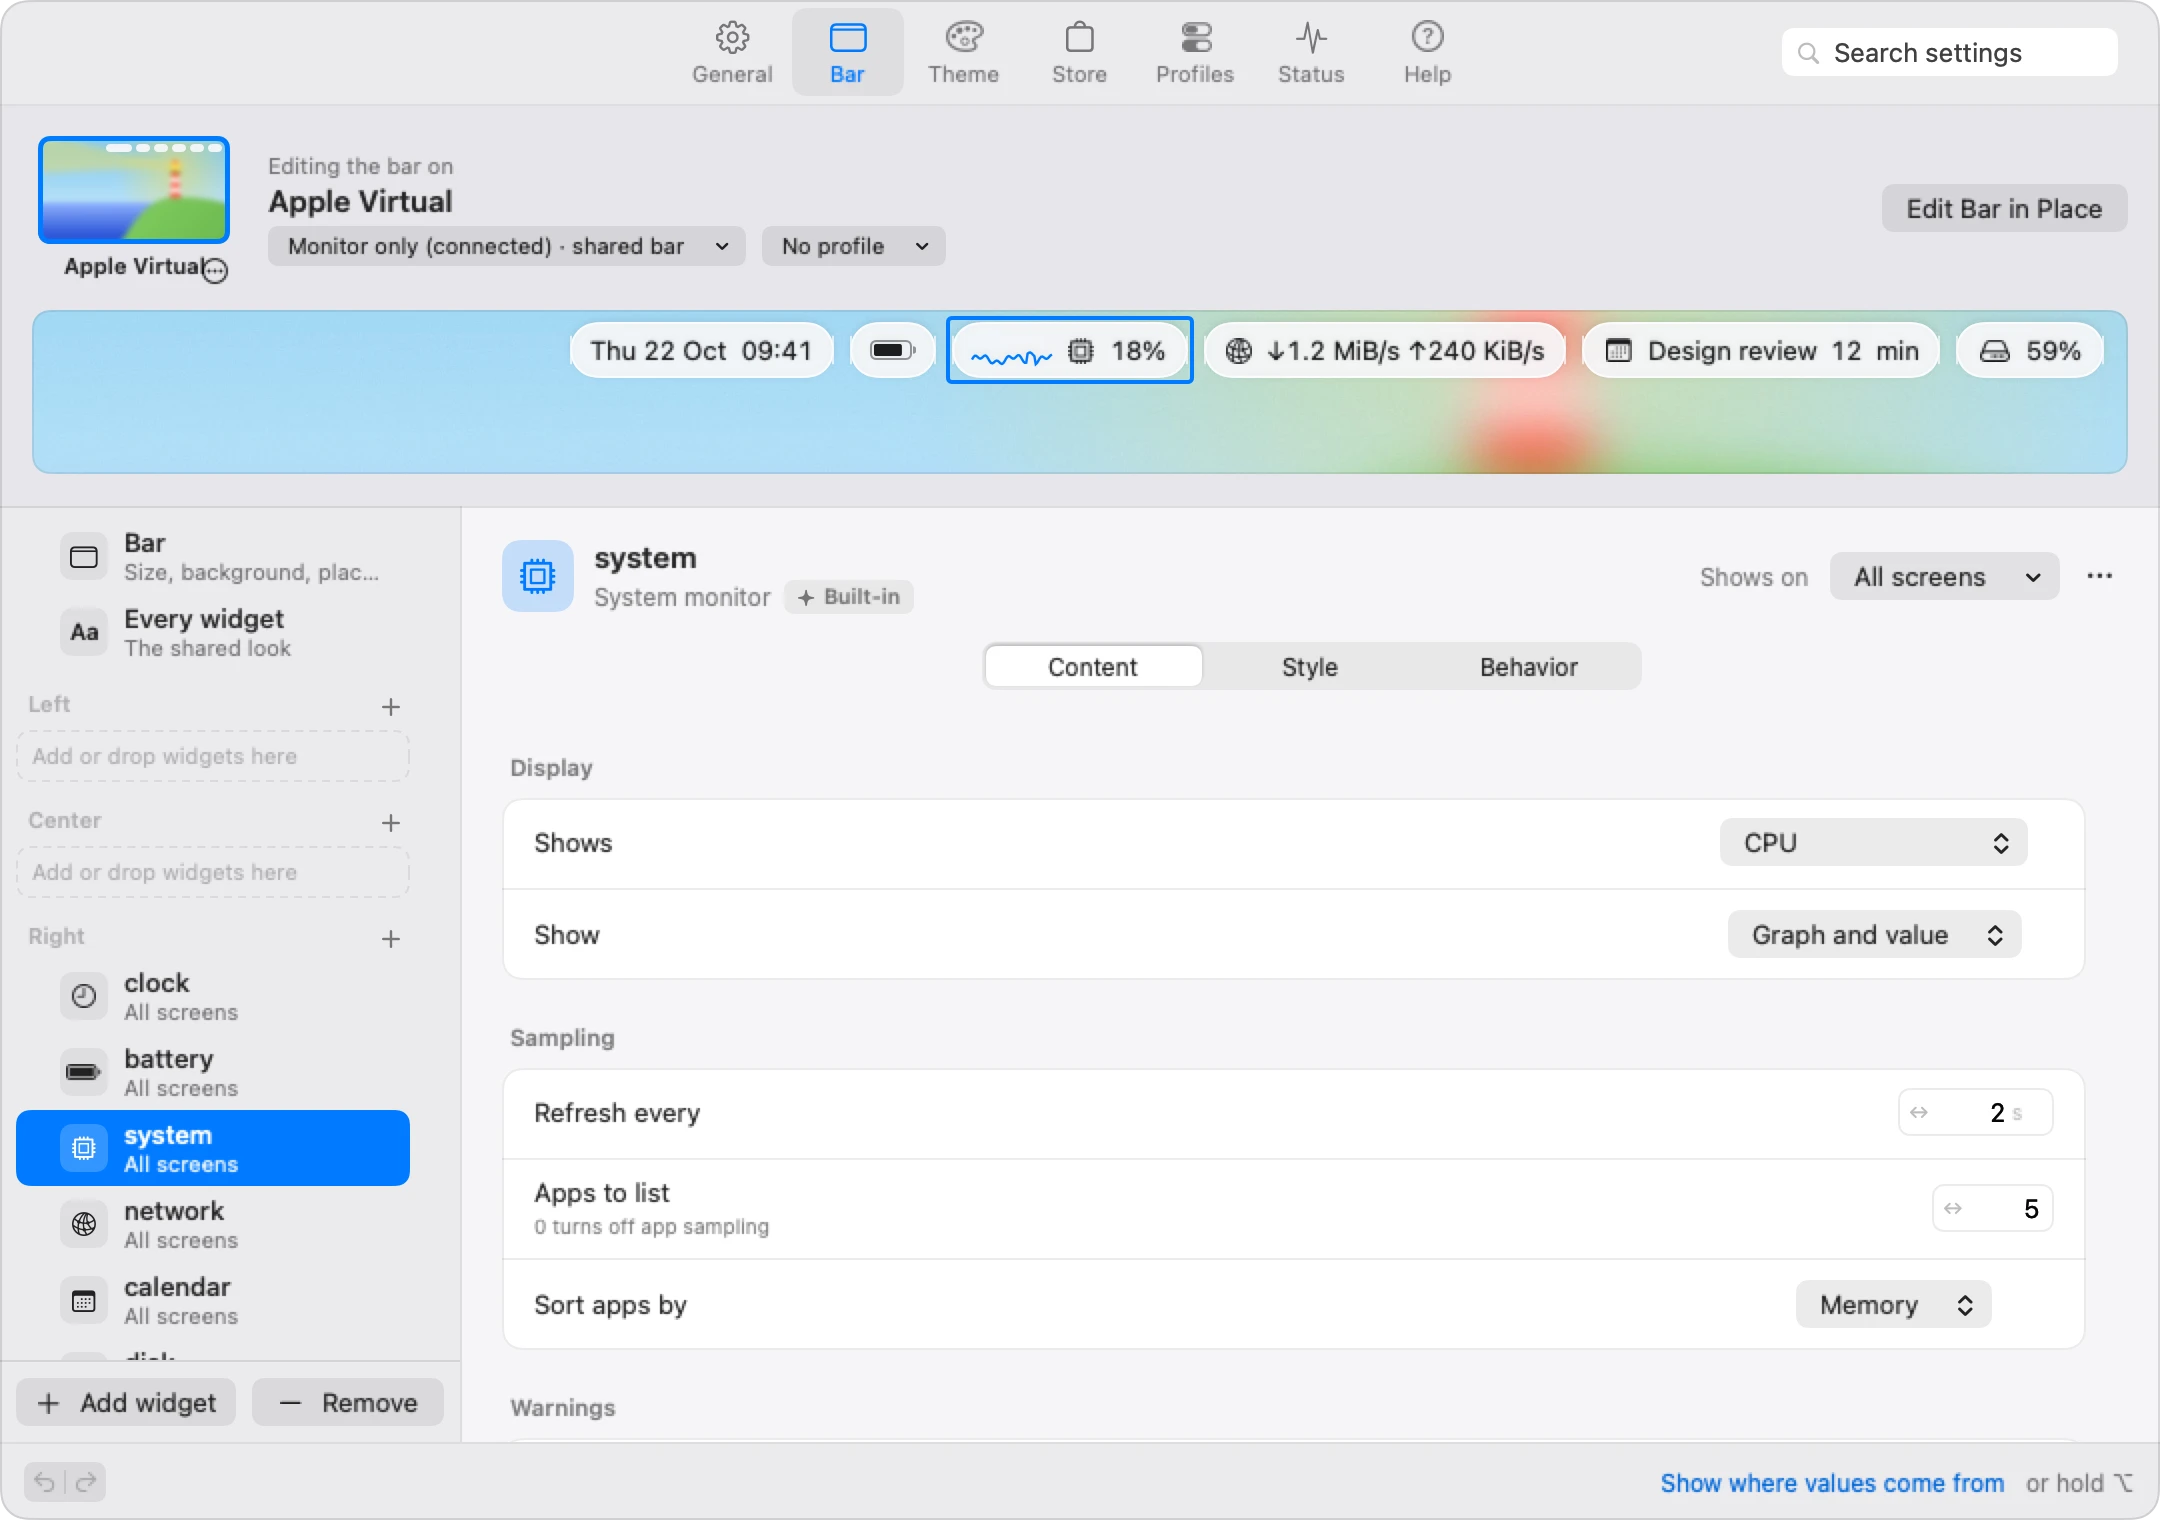 General
Bar
Theme
Store
Profiles
Status
Help
Search settings
Editing the bar on
Apple Virtual
Monitor only (connected) · shared bar
No profile
Edit Bar in Place
Apple Virtual
Thu 22 Oct 09:41
18%
↓1.2 MiB/s ↑240 KiB/s
Design review 12 min
59%
Bar
Size, background, plac...
Aa
Every widget
The shared look
Left
Add or drop widgets here
Center
Add or drop widgets here
Right
clock
All screens
battery
All screens
system
All screens
network
All screens
calendar
All screens
Add widget
Remove
system
System monitor
Built-in
Shows on
All screens
Content
Style
Behavior
Display
Shows
CPU
Show
Graph and value
Sampling
Refresh every
2 s
Apps to list
0 turns off app sampling
5
Sort apps by
Memory
Warnings
Show where values come from or hold ⌥